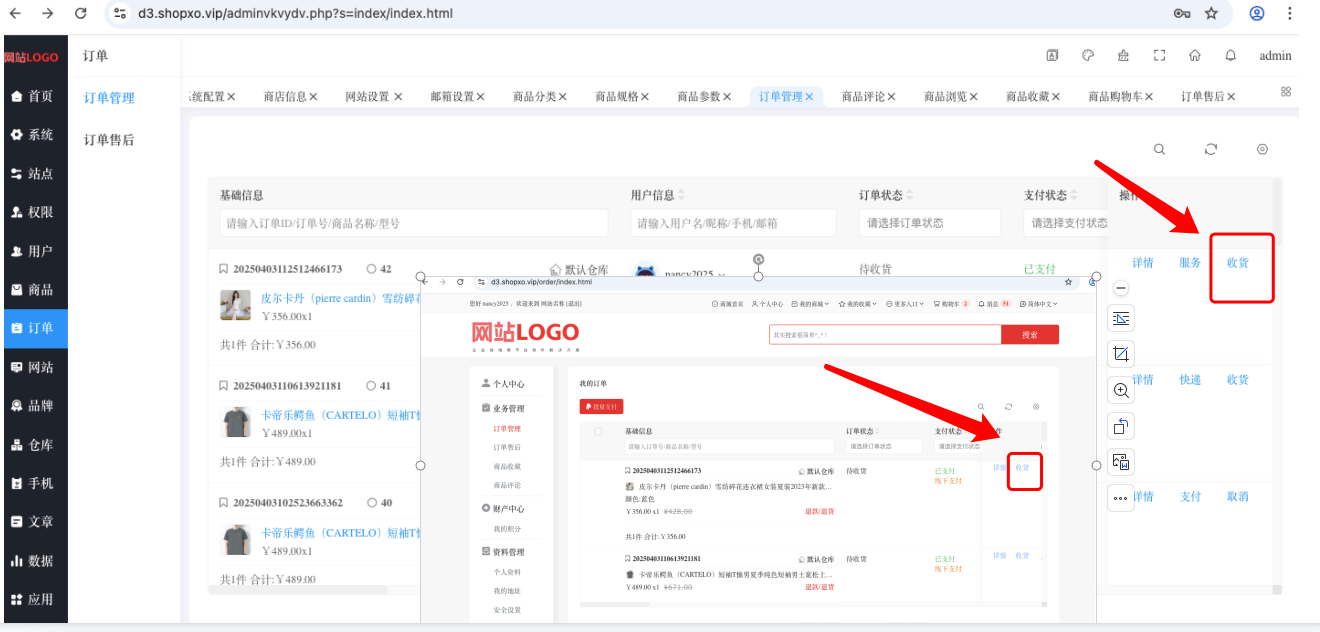 d3.shopxo.vip/adminvkvydv.php?s=index/index.html
网站LOGO 订单 admin
首页 订单管理 系统配置 商店信息 网站设置 邮箱设置 商品分类 商品规格 商品参数 订单管理 商品评论 商品浏览 商品收藏 商品购物车 订单售后
系统 订单售后
站点
权限
用户
商品
订单
网站
品牌
仓库
手机
文章
数据
应用
基础信息 用户信息 订单状态 支付状态 操作
请输入订单ID/订单号/商品名称/型号 请输入用户名/昵称/手机/邮箱 请选择订单状态 请选择支付状态
20250403112512466173 42 默认仓库 nancy2025 待收货 已支付 详情 服务 收货
皮尔卡丹（pierre cardin）雪纺碎花
￥356.00x1
共1件 合计:￥356.00
20250403110613921181 41 详情 快递 收货
卡帝乐鳄鱼（CARTELO）短袖T恤
￥489.00x1
共1件 合计:￥489.00
20250403102523663362 40 详情 支付 取消
卡帝乐鳄鱼（CARTELO）短袖T恤
￥489.00x1
共1件 合计:￥489.00
d3.shopxo.vip/order/index.html
您好 nancy2025， 欢迎来到 网站名称 [退出] 商城首页 个人中心 我的商城 我的收藏 更多入口 购物车 2 消息 51 简体中文
网站LOGO 其实搜索很简单^_^ ! 搜索
企业级电商平台软件解决方案
个人中心
业务管理
订单管理
订单售后
商品收藏
商品评论
财产中心
我的积分
资料管理
个人资料
我的地址
安全设置
我的订单
批量支付
基础信息 订单状态 支付状态 操作
请输入订单号/商品名称/型号 请选择订单状态 请选择支付状态
20250403112512466173 默认仓库 待收货 已支付 详情 收货
皮尔卡丹（pierre cardin）雪纺碎花连衣裙女装夏装2023年新款... 线下支付
颜色:蓝色
￥356.00 x1 ￥428.00 退款/退货
共1件 合计:￥356.00
20250403110613921181 默认仓库 待收货 已支付 详情 收货
卡帝乐鳄鱼（CARTELO）短袖T恤男夏季纯色短袖男士宽松上... 线下支付
￥489.00 x1 ￥671.00 退款/退货